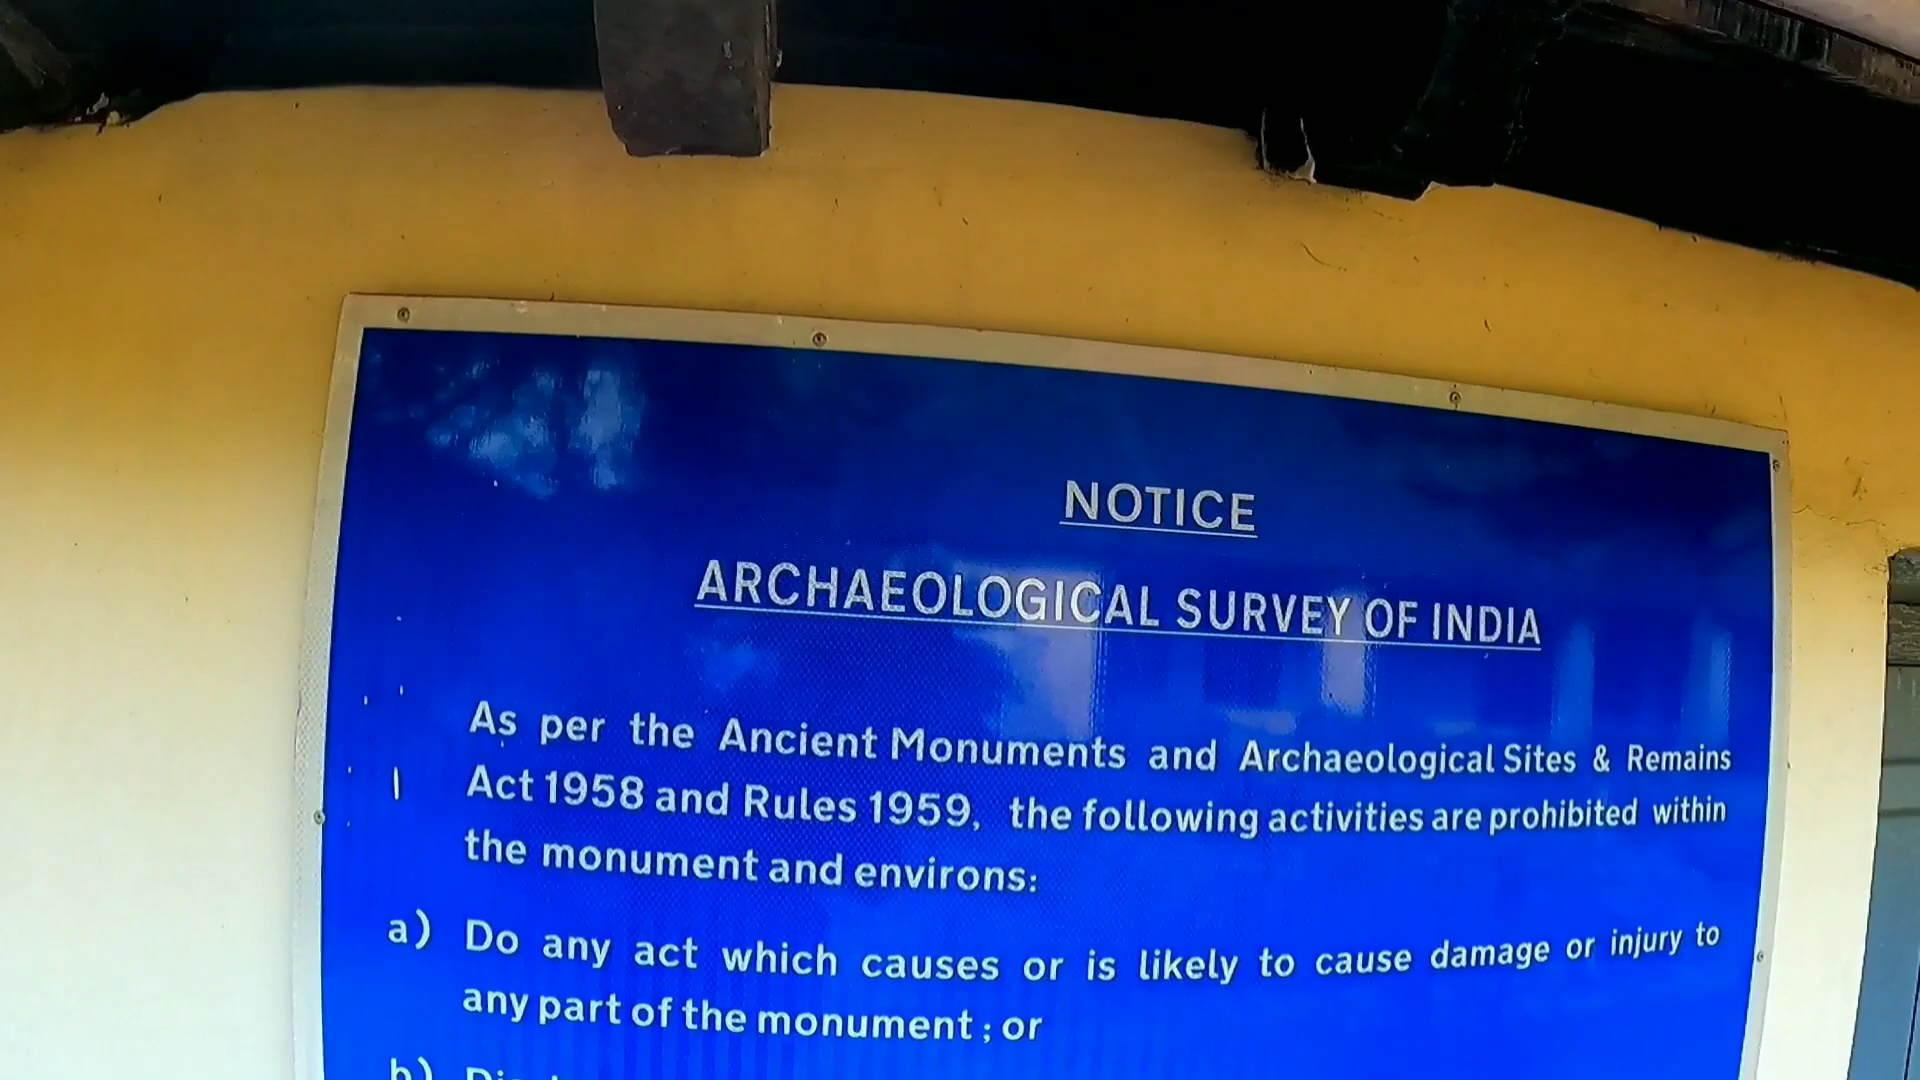 NOTICE
ARCHAEOLOGICAL SURVEY OF INDIA
As per the Ancient Monuments and Archaeological Sites & Remains
Act 1958 and Rules 1959, the following activities are prohibited within
the monument and environs:
a) Do any act which causes or is likely to cause damage or injury to
any part of the monument ; or
b)